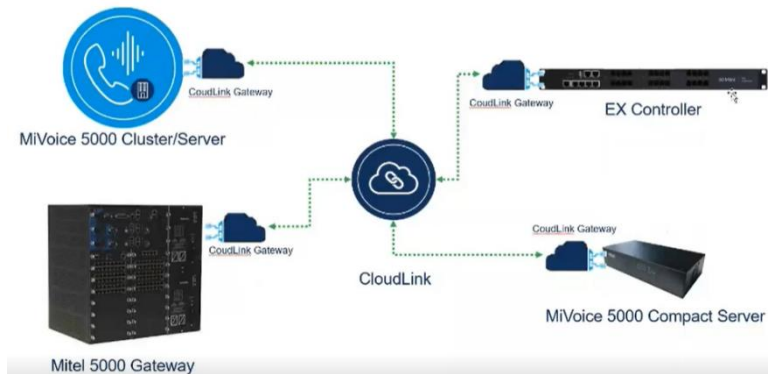 CoudLink Gateway
MiVoice 5000 Cluster/Server
CoudLink Gateway
EX Controller
CoudLink Gateway
CoudLink Gateway
CloudLink
MiVoice 5000 Compact Server
Mitel 5000 Gateway